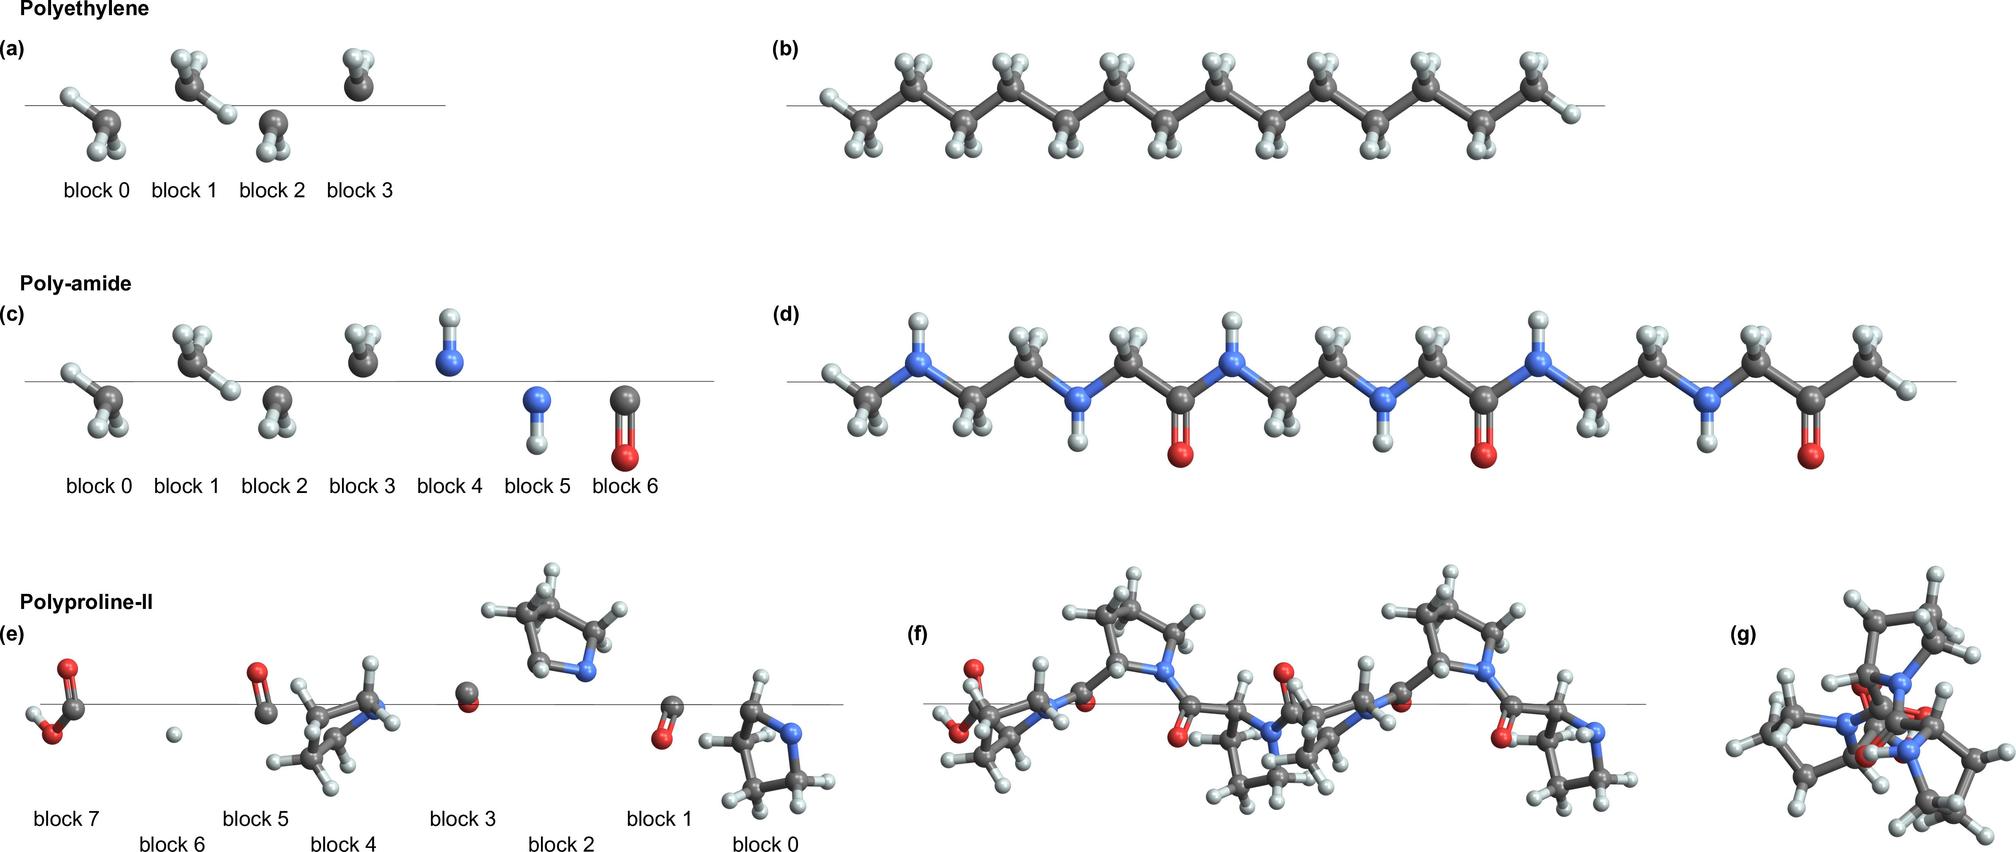 Polyethylene
(a)
(b)
block 0 block 1 block 2 block 3
Poly-amide
(c)
(d)
block 0 block 1 block 2 block 3 block 4 block 5 block 6
Polyproline-II
(e)
(f)
(g)
block 7 block 5 block 3 block 1
block 6 block 4 block 2 block 0